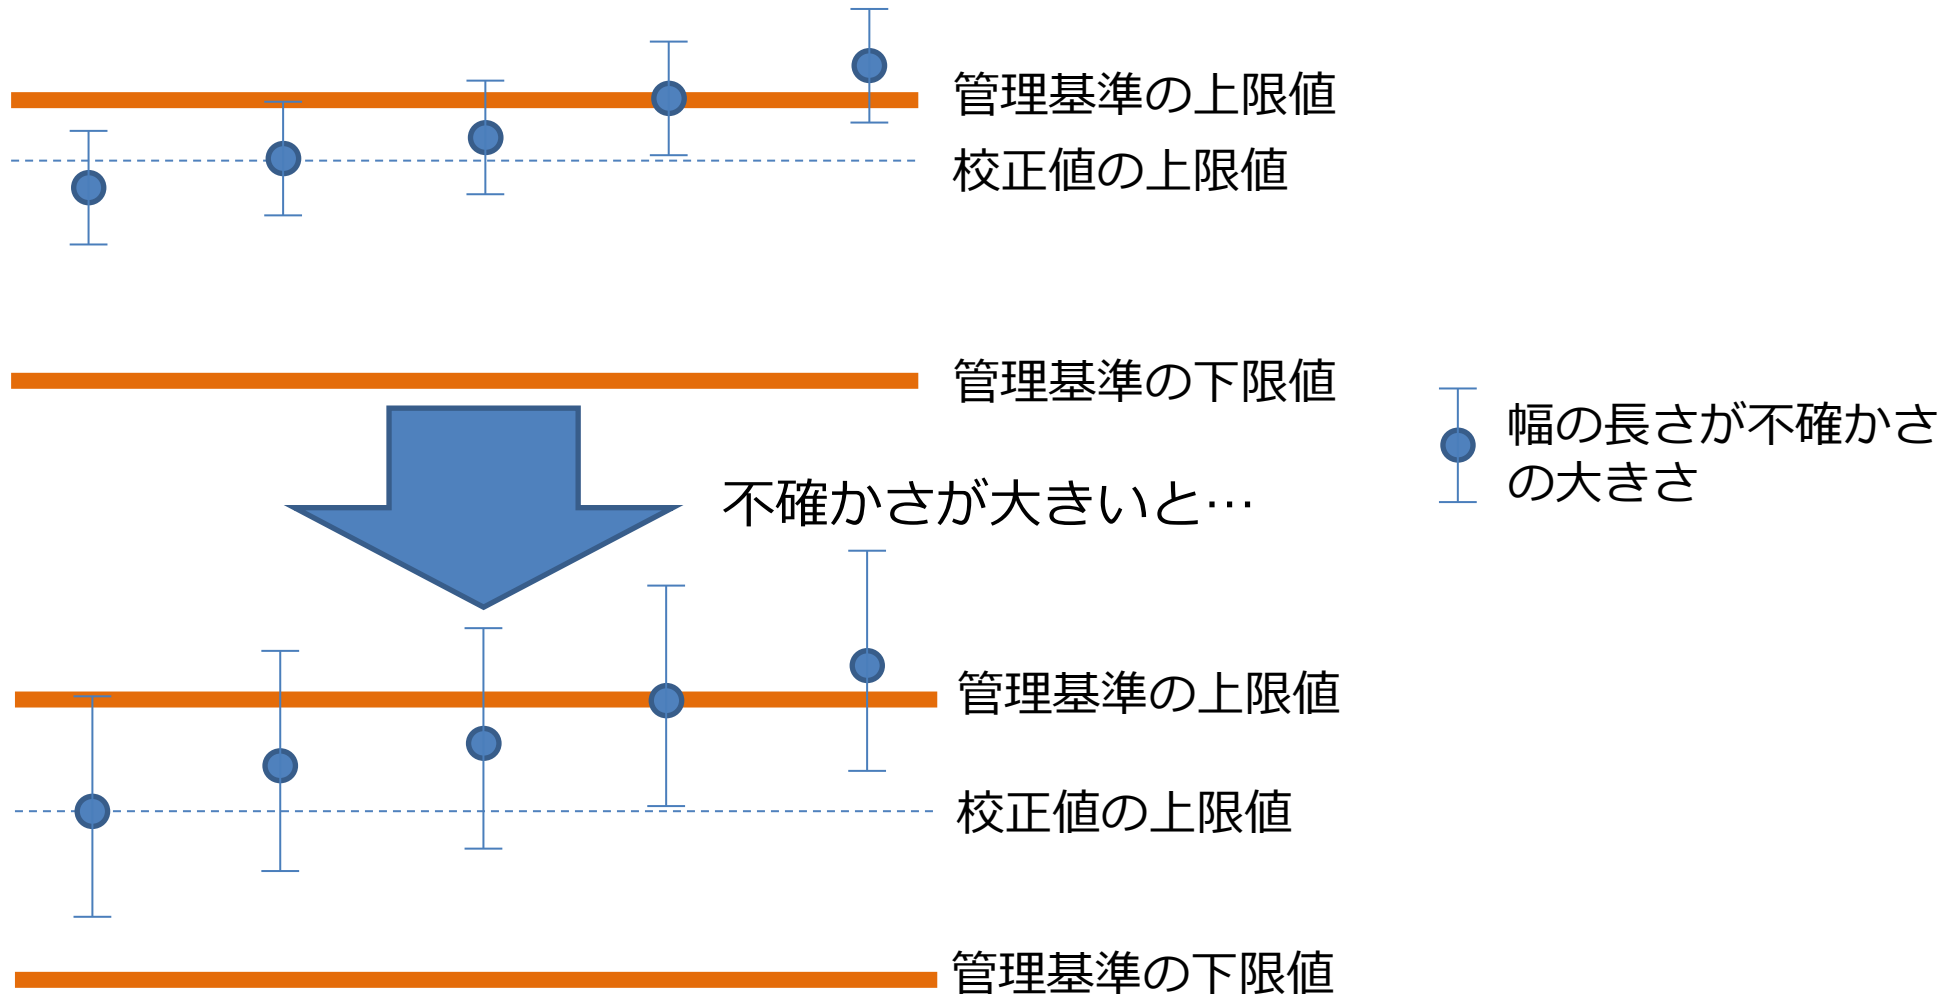 管理基準の上限値
校正値の上限値
管理基準の下限値
幅の長さが不確かさ
の大きさ
不確かさが大きいと…
管理基準の上限値
校正値の上限値
管理基準の下限値